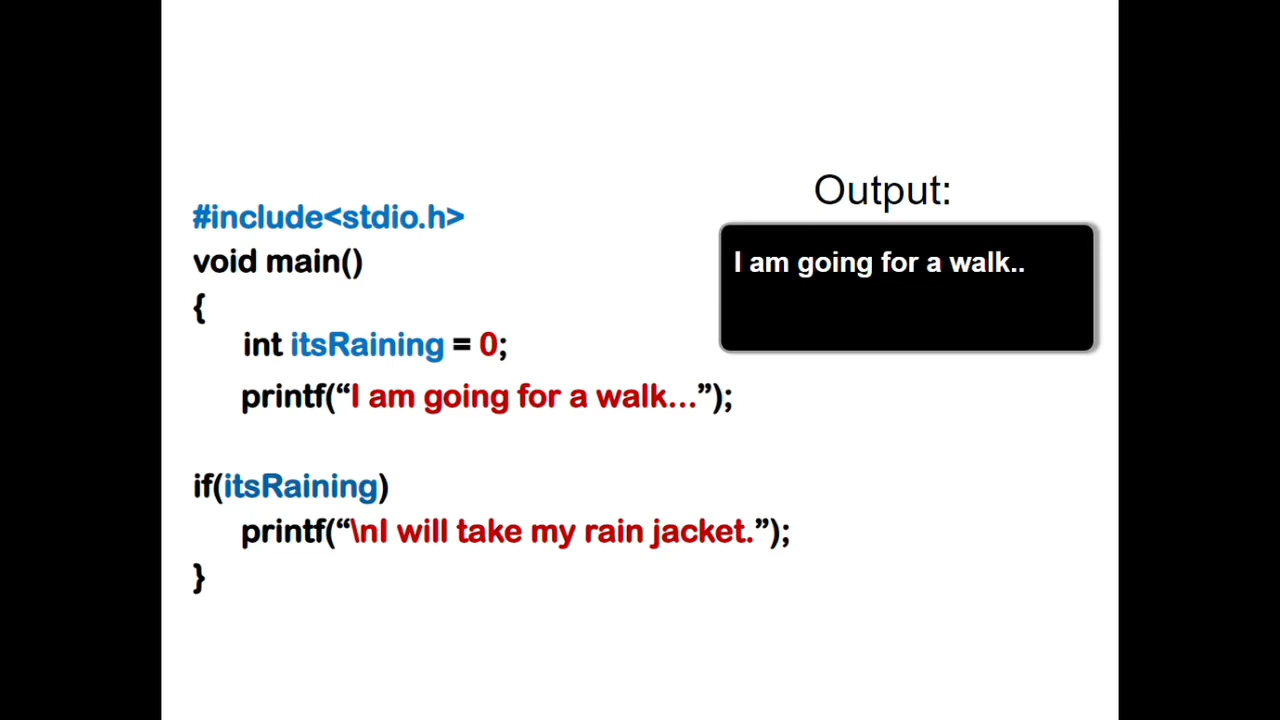 Output:
I am going for a walk..
#include<stdio.h>
void main()
{
int itsRaining = 0;
printf(“I am going for a walk...”);
if(itsRaining)
printf(“\nI will take my rain jacket.”);
}